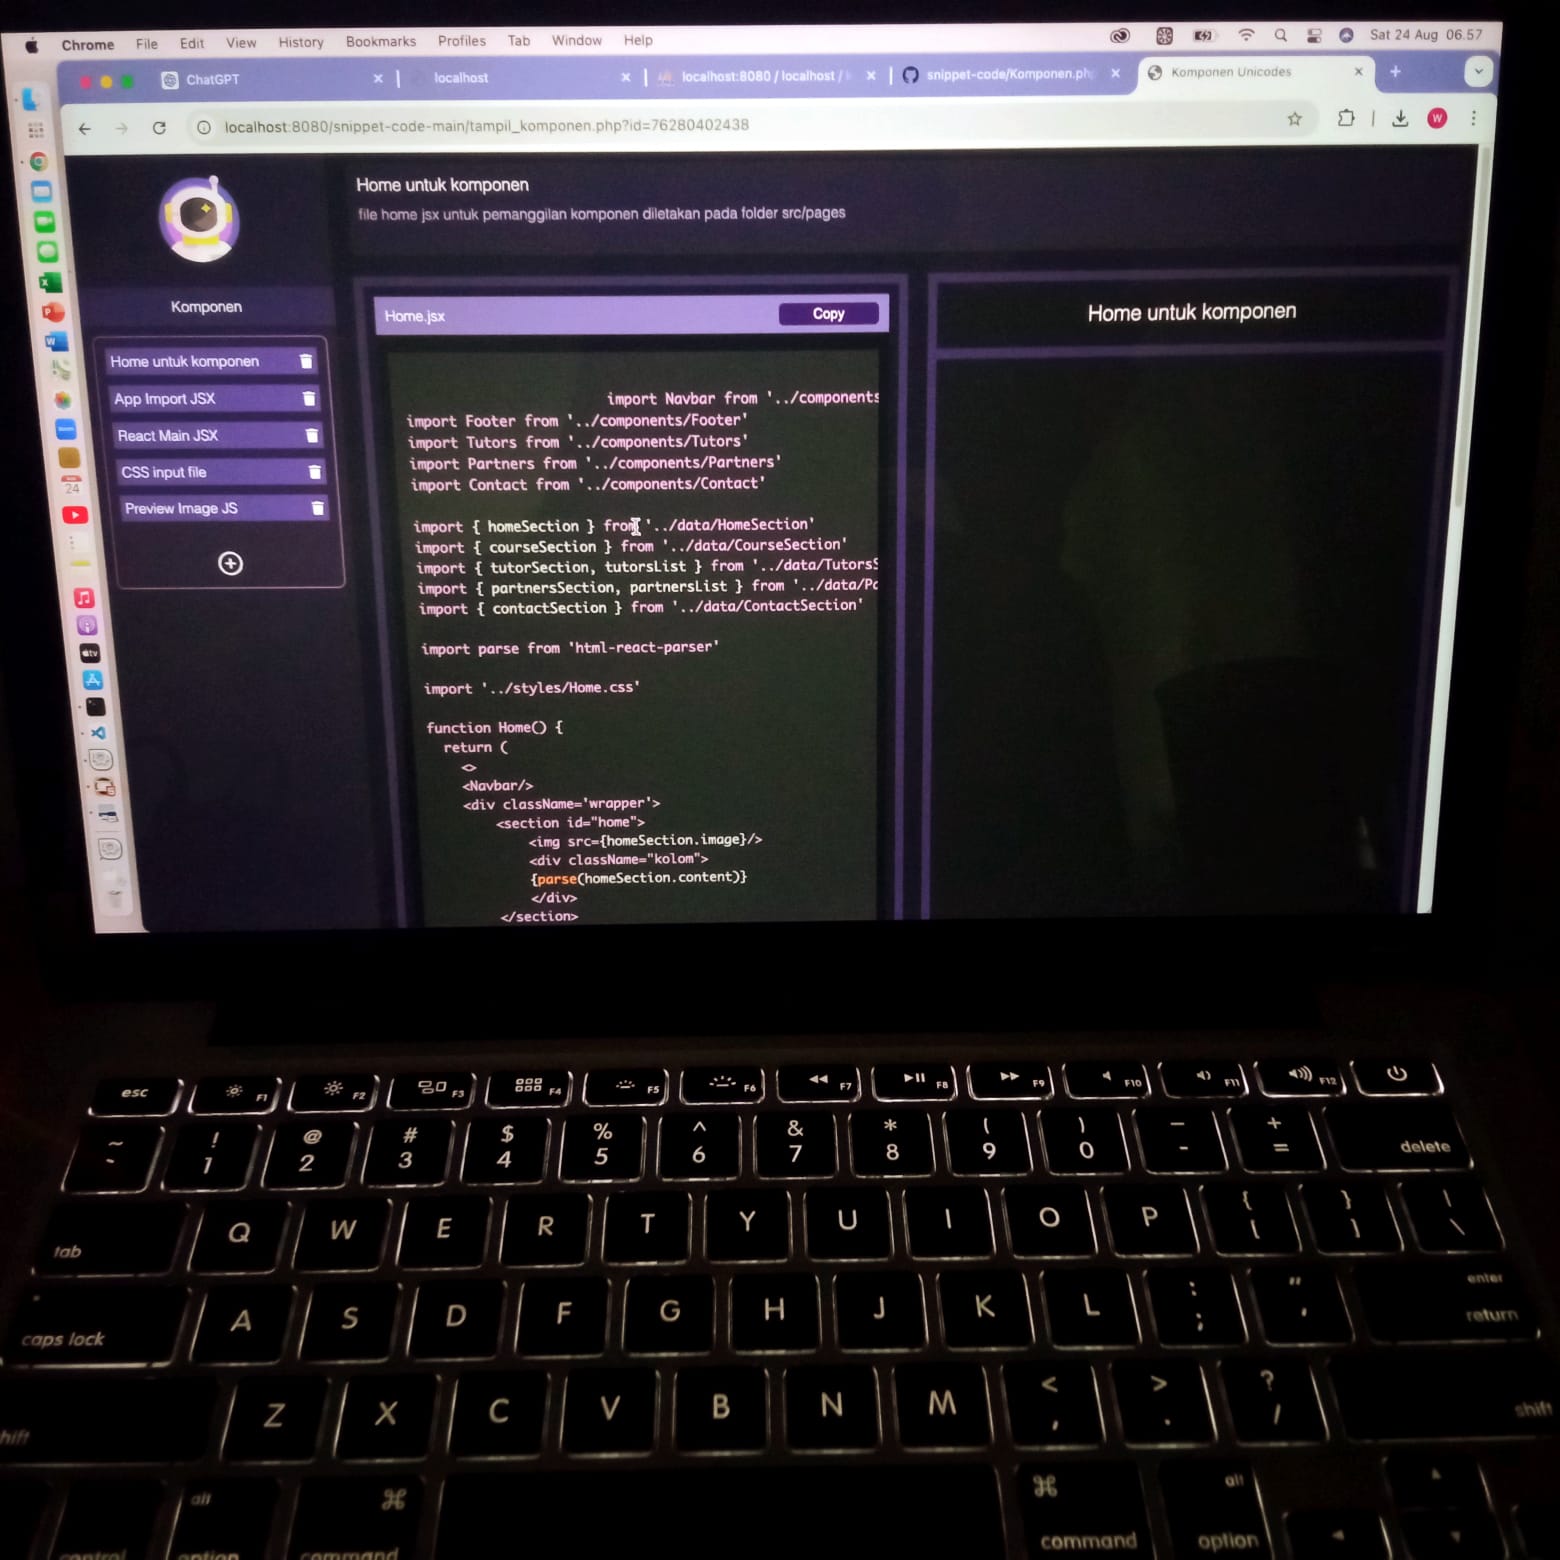 Chrome File Edit View History Bookmarks Profiles Tab Window Help Sat 24 Aug 06.57
ChatGPT
localhost
localhost:8080 / localhost /
snippet-code/Komponen.ph
Komponen Unicodes
localhost:8080/snippet-code-main/tampil_komponen.php?id=76280402438
W
Home untuk komponen
file home jsx untuk pemanggilan komponen diletakan pada folder src/pages
Komponen
Home untuk komponen
App Import JSX
React Main JSX
CSS input file
Preview Image JS
24
tv
Home.jsx
Copy
import Navbar from '../components
import Footer from '../components/Footer'
import Tutors from '../components/Tutors'
import Partners from '../components/Partners'
import Contact from '../components/Contact'
import { homeSection } from '../data/HomeSection'
import { courseSection } from '../data/CourseSection'
import { tutorSection, tutorsList } from '../data/TutorsS
import { partnersSection, partnersList } from '../data/Pa
import { contactSection } from '../data/ContactSection'
import parse from 'html-react-parser'
import '../styles/Home.css'
function Home() {
return (
<>
<Navbar/>
<div className='wrapper'>
<section id="home">
<img src={homeSection.image}/>
<div className="kolom">
{parse(homeSection.content)}
</div>
</section>
Home untuk komponen
esc F1 F2 F3 F4 F5 F6 F7 F8 F9 F10 F11 F12
~ ! @ # $ % ^ & * ( ) — +
` 1 2 3 4 5 6 7 8 9 0 - = delete
tab Q W E R T Y U I O P { [ } ] | \
caps lock A S D F G H J K L : ; " ' enter return
shift Z X C V B N M < , > . ? / shift
control alt option ⌘ command ⌘ command alt option